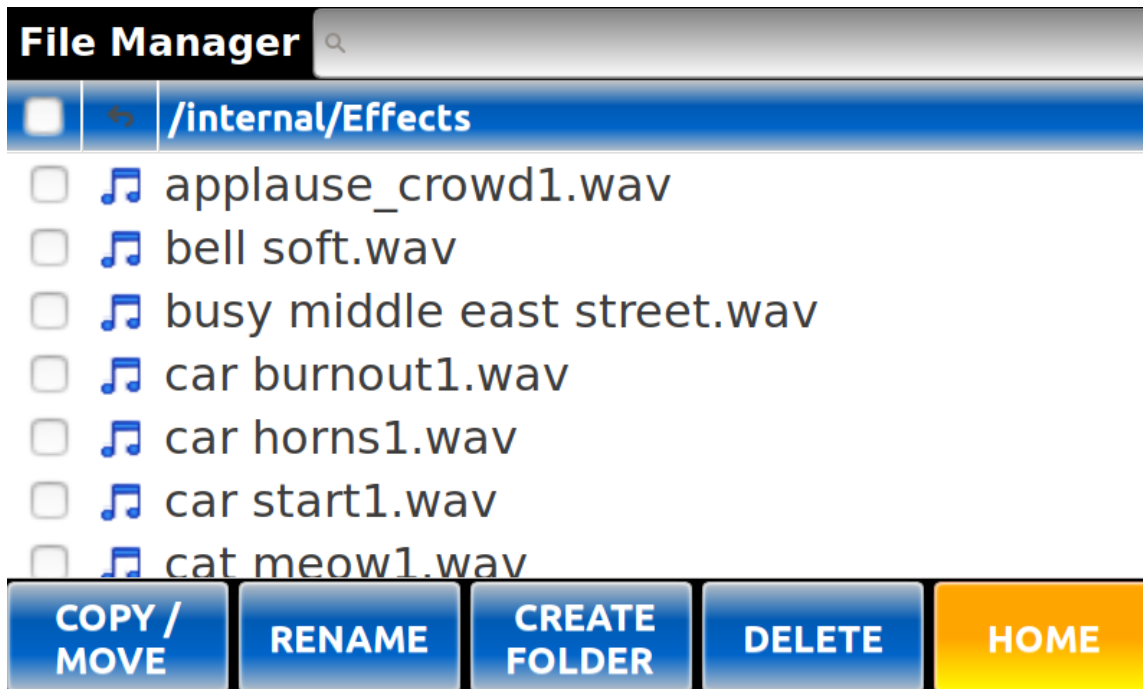 File Manager
/internal/Effects
applause_crowd1.wav
bell soft.wav
busy middle east street.wav
car burnout1.wav
car horns1.wav
car start1.wav
cat meow1.wav
COPY /
MOVE
RENAME
CREATE
FOLDER
DELETE
HOME